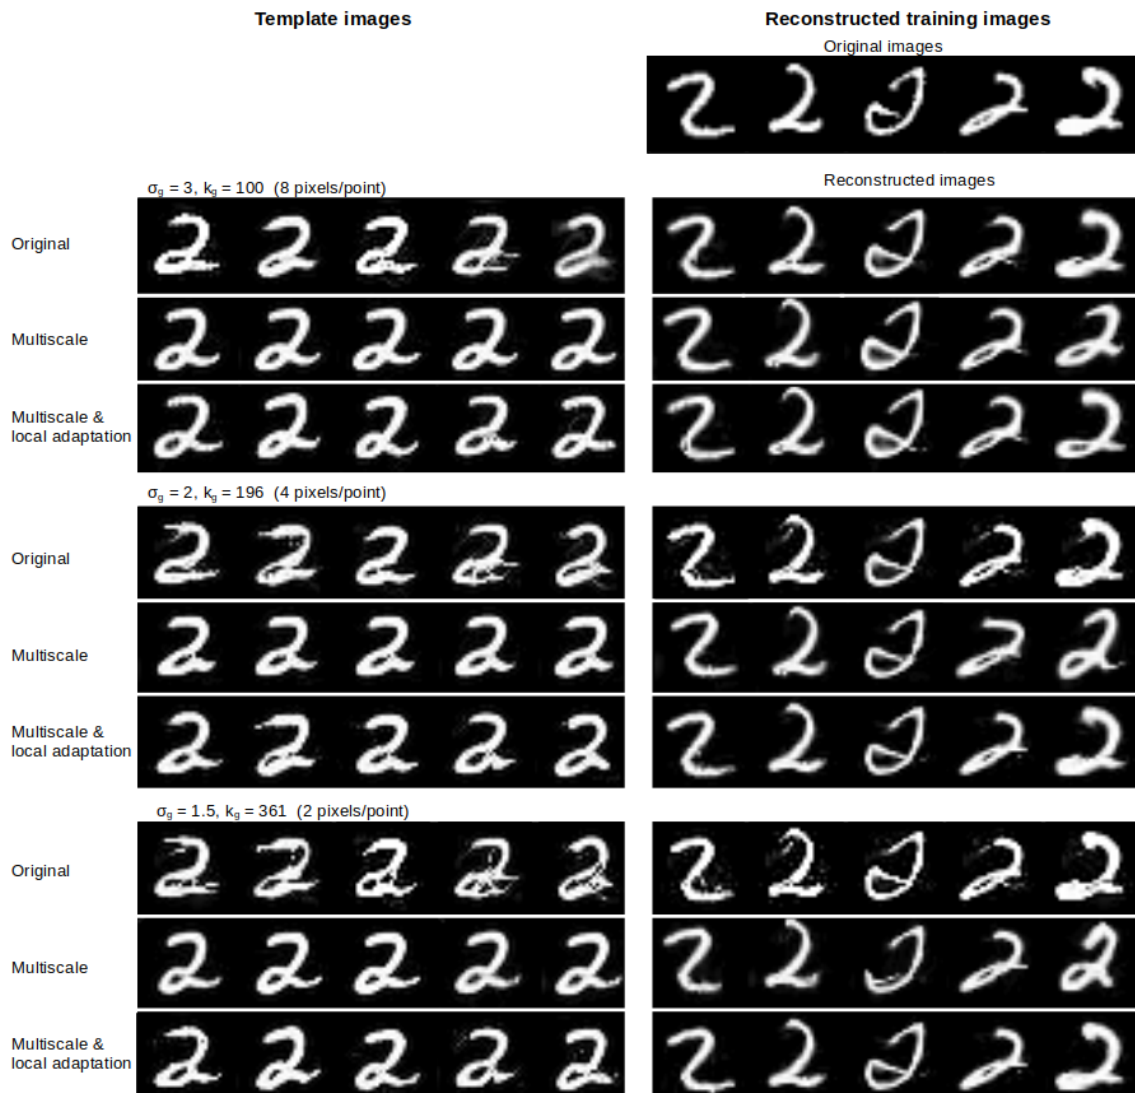 Template images
Reconstructed training images
Original images
σg = 3, kg = 100 (8 pixels/point)
Reconstructed images
Original
Multiscale
Multiscale &
local adaptation
σg = 2, kg = 196 (4 pixels/point)
Original
Multiscale
Multiscale &
local adaptation
σg = 1.5, kg = 361 (2 pixels/point)
Original
Multiscale
Multiscale &
local adaptation